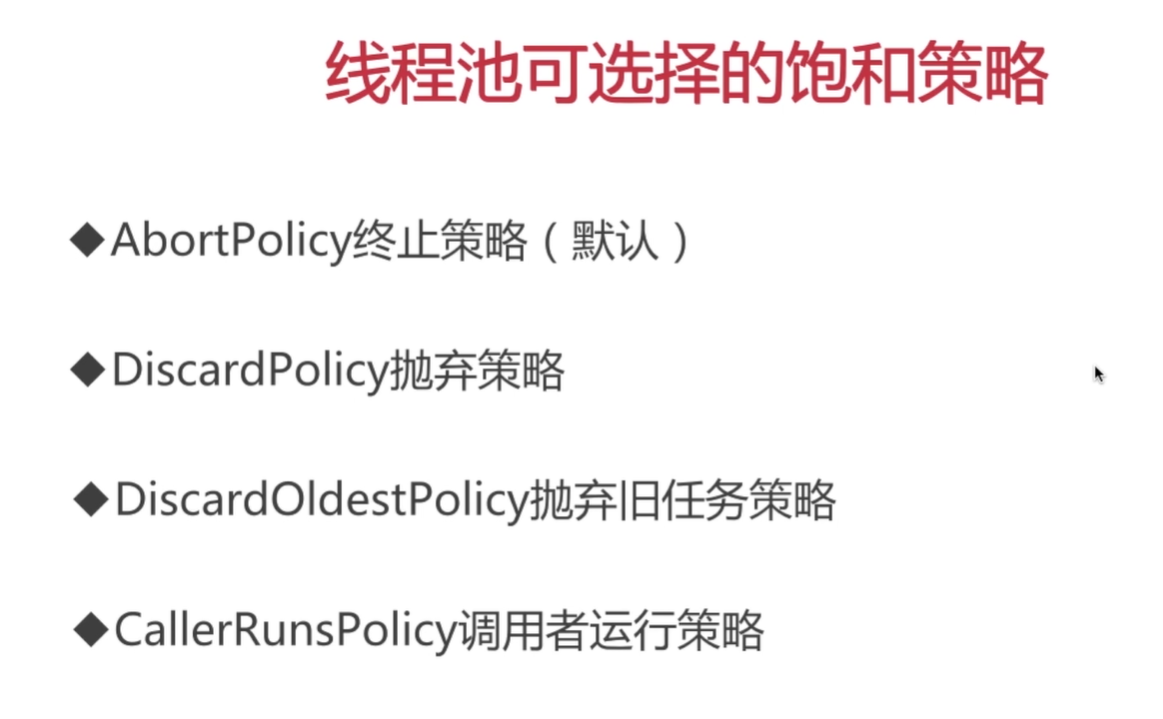 线程池可选择的饱和策略
◆AbortPolicy终止策略（默认）
◆DiscardPolicy抛弃策略
◆DiscardOldestPolicy抛弃旧任务策略
◆CallerRunsPolicy调用者运行策略